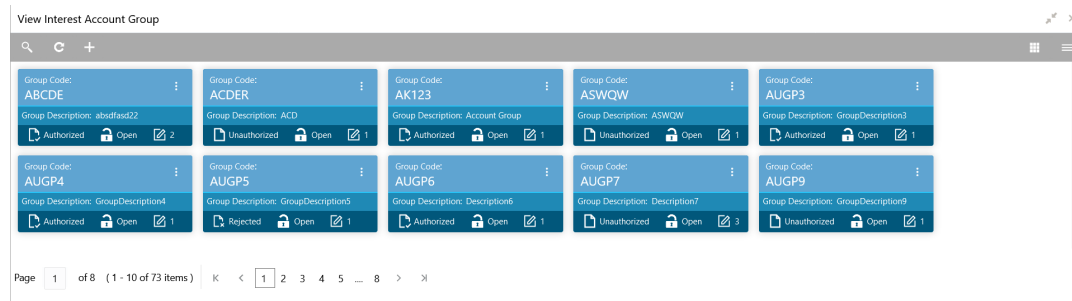 View Interest Account Group
Group Code:
ABCDE
Group Description: absdfasd22
Authorized Open 2
Group Code:
ACDER
Group Description: ACD
Unauthorized Open 1
Group Code:
AK123
Group Description: Account Group
Authorized Open 1
Group Code:
ASWQW
Group Description: ASWQW
Unauthorized Open 1
Group Code:
AUGP3
Group Description: GroupDescription3
Authorized Open 1
Group Code:
AUGP4
Group Description: GroupDescription4
Authorized Open 1
Group Code:
AUGP5
Group Description: GroupDescription5
Rejected Open 1
Group Code:
AUGP6
Group Description: Description6
Authorized Open 1
Group Code:
AUGP7
Group Description: Description7
Unauthorized Open 3
Group Code:
AUGP9
Group Description: GroupDescription9
Unauthorized Open 1
Page 1 of 8 ( 1 - 10 of 73 items ) 1 2 3 4 5 .... 8